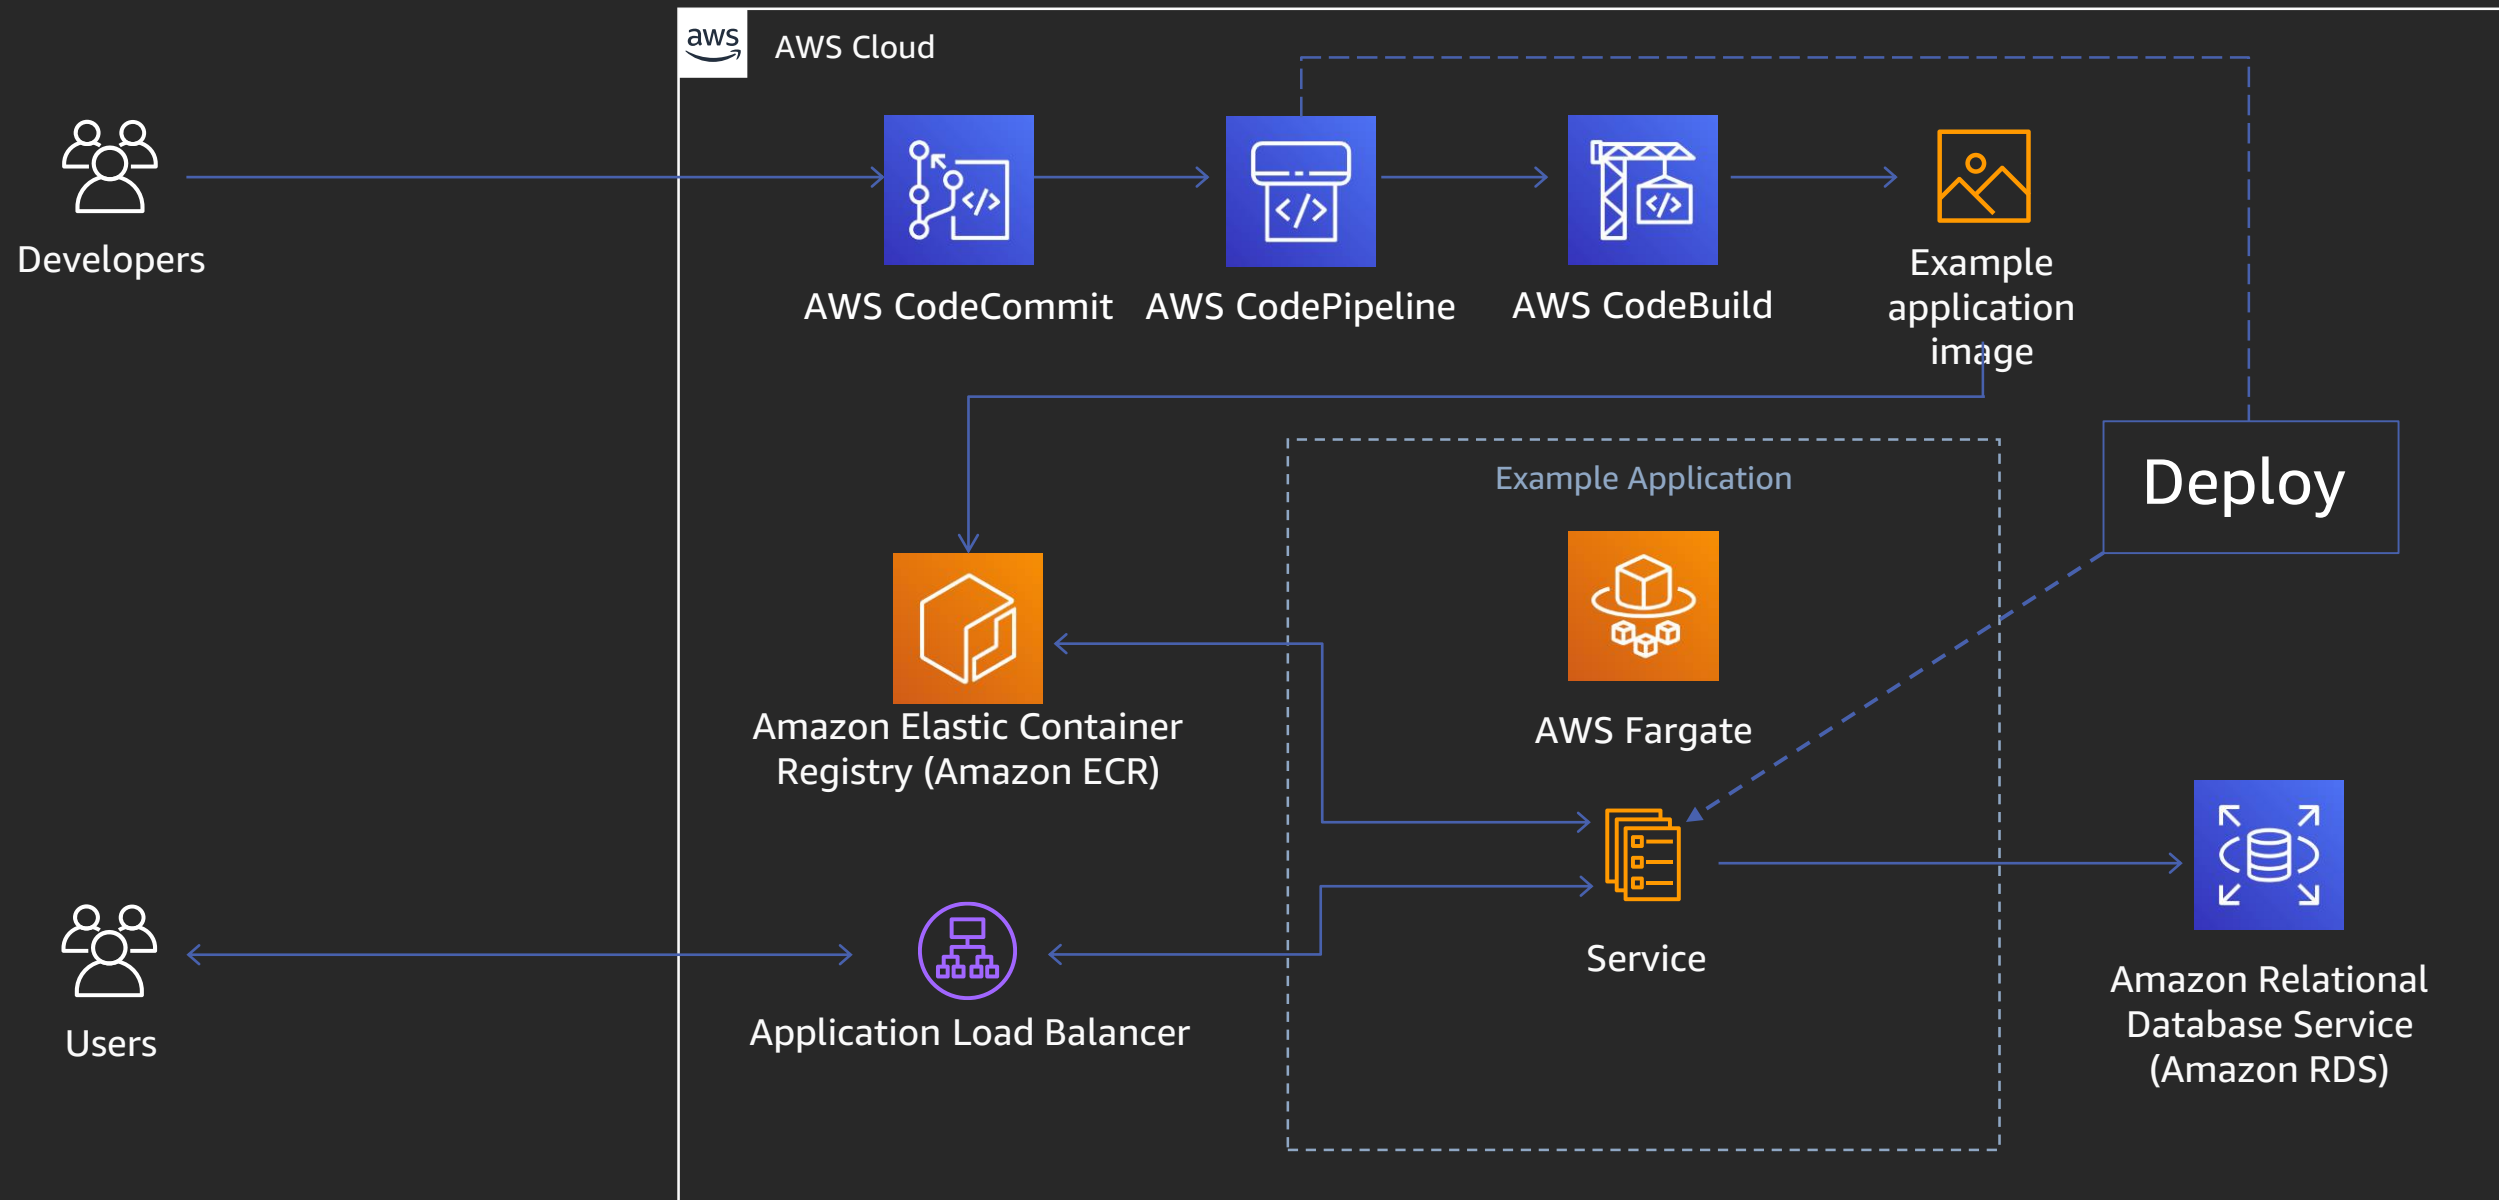 aws
AWS Cloud
Developers
AWS CodeCommit
AWS CodePipeline
AWS CodeBuild
Example
application
image
Deploy
Example Application
AWS Fargate
Amazon Elastic Container
Registry (Amazon ECR)
Service
Users
Application Load Balancer
Amazon Relational
Database Service
(Amazon RDS)